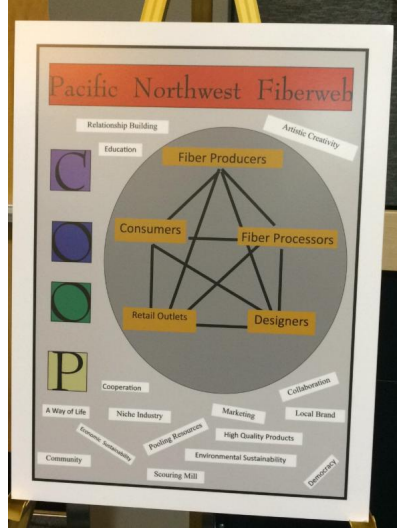 Pacific Northwest Fiberweb
Relationship Building
Artistic Creativity
Education
C
O
O
P
Fiber Producers
Consumers
Fiber Processors
Retail Outlets
Designers
Cooperation
Collaboration
A Way of Life
Niche Industry
Marketing
Local Brand
Economic Sustainability
Pooling Resources
High Quality Products
Community
Environmental Sustainability
Scouring Mill
Democracy